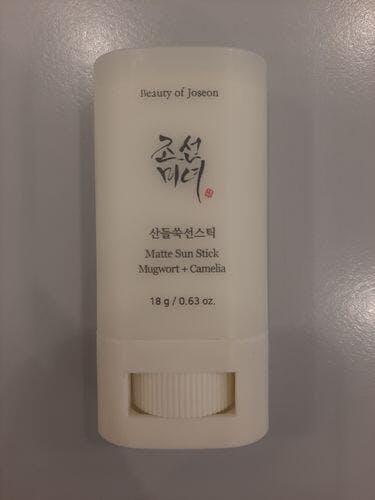 Beauty of Joseon
조선
미녀
산들쑥선스틱
Matte Sun Stick
Mugwort + Camelia
18 g / 0.63 oz.